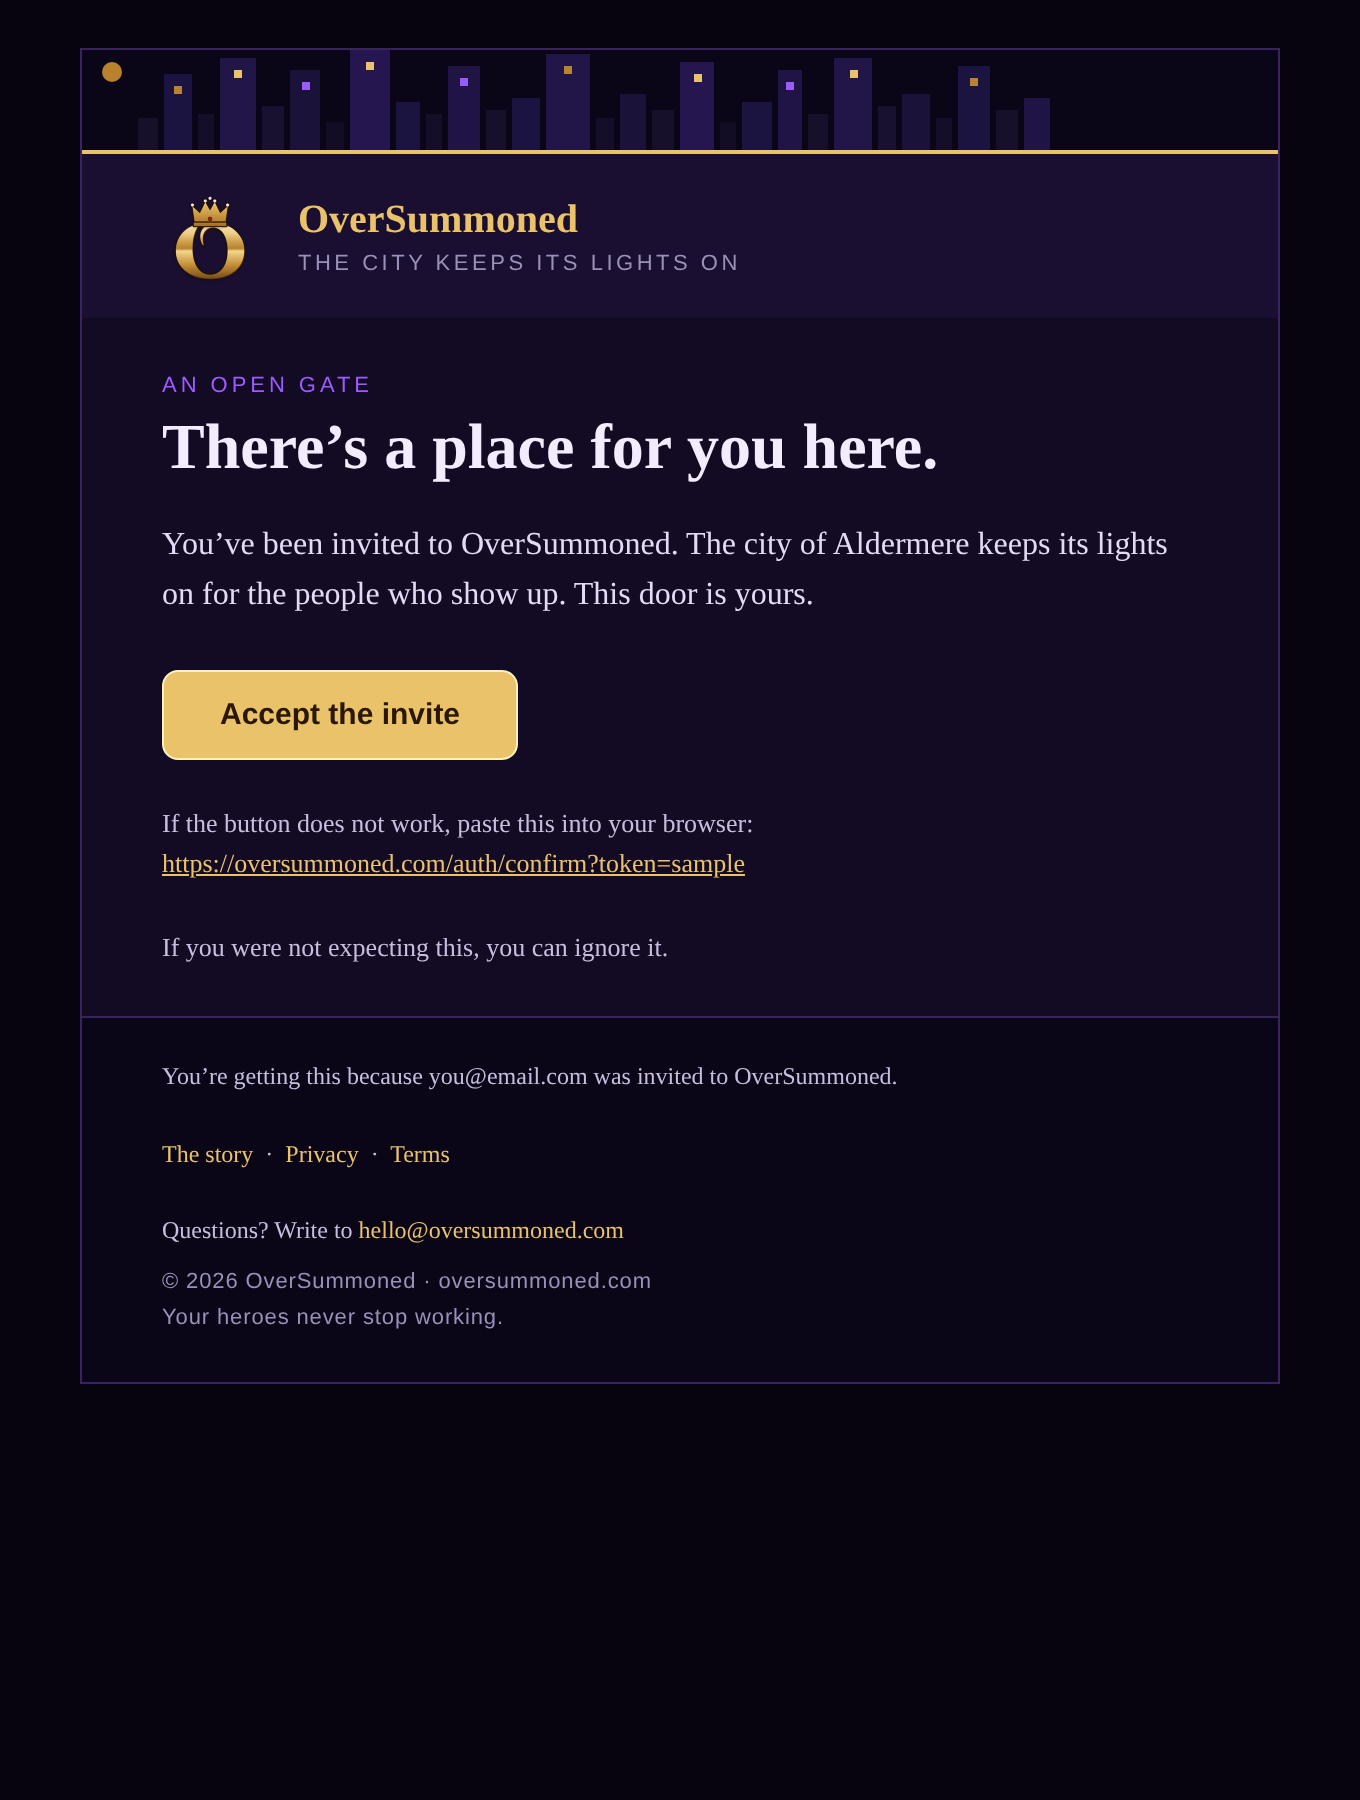 OverSummoned
THE CITY KEEPS ITS LIGHTS ON
AN OPEN GATE
There’s a place for you here.
You’ve been invited to OverSummoned. The city of Aldermere keeps its lights
on for the people who show up. This door is yours.
Accept the invite
If the button does not work, paste this into your browser:
https://oversummoned.com/auth/confirm?token=sample
If you were not expecting this, you can ignore it.
You’re getting this because you@email.com was invited to OverSummoned.
The story · Privacy · Terms
Questions? Write to hello@oversummoned.com
© 2026 OverSummoned · oversummoned.com
Your heroes never stop working.